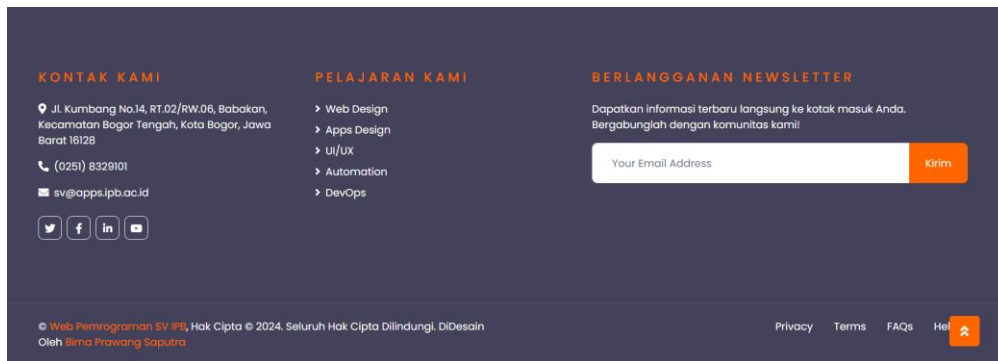 KONTAK KAMI
Jl. Kumbang No.14, RT.02/RW.06, Babakan,
Kecamatan Bogor Tengah, Kota Bogor, Jawa
Barat 16128
(0251) 8329101
sv@apps.ipb.ac.id
PELAJARAN KAMI
Web Design
Apps Design
UI/UX
Automation
DevOps
BERLANGGANAN NEWSLETTER
Dapatkan informasi terbaru langsung ke kotak masuk Anda.
Bergabunglah dengan komunitas kami!
Your Email Address
Kirim
© Web Pemrograman SV IPB, Hak Cipta © 2024. Seluruh Hak Cipta Dilindungi. DiDesain
Oleh Bima Prawang Saputra
Privacy Terms FAQs